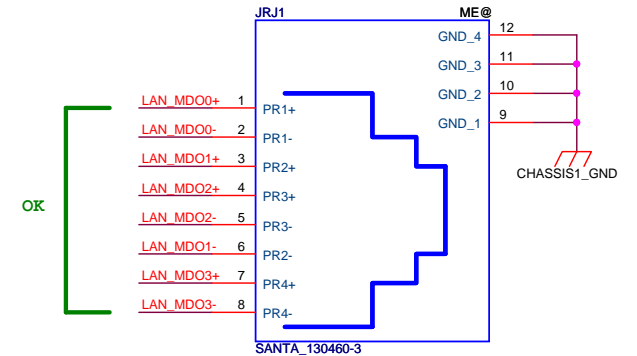 JRJ1 ME@
GND_4 12
GND_3 11
GND_2 10
GND_1 9
CHASSIS1_GND
LAN_MDO0+ 1 PR1+
LAN_MDO0- 2 PR1-
LAN_MDO1+ 3 PR2+
LAN_MDO2+ 4 PR3+
LAN_MDO2- 5 PR3-
LAN_MDO1- 6 PR2-
LAN_MDO3+ 7 PR4+
LAN_MDO3- 8 PR4-
OK
SANTA_130460-3